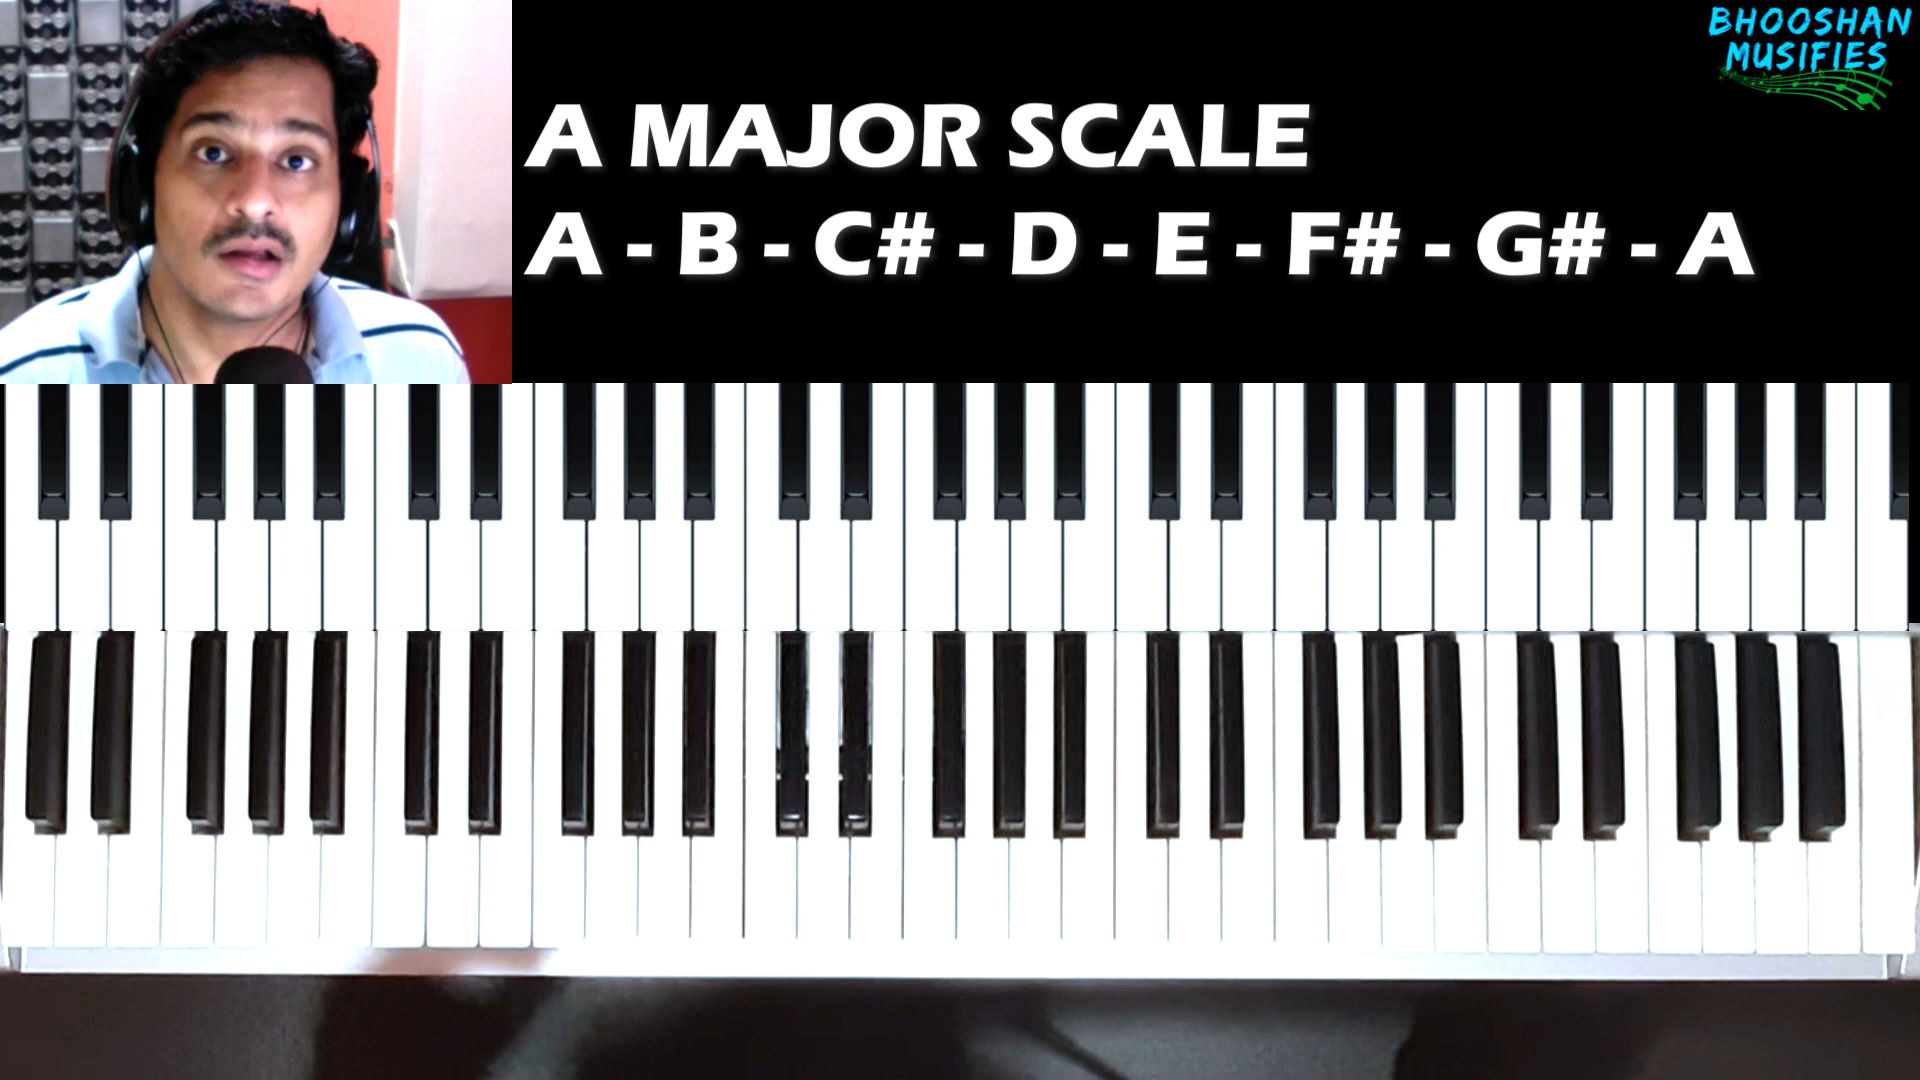 BHOOSHAN
MUSIFIES
A MAJOR SCALE
A - B - C# - D - E - F# - G# - A